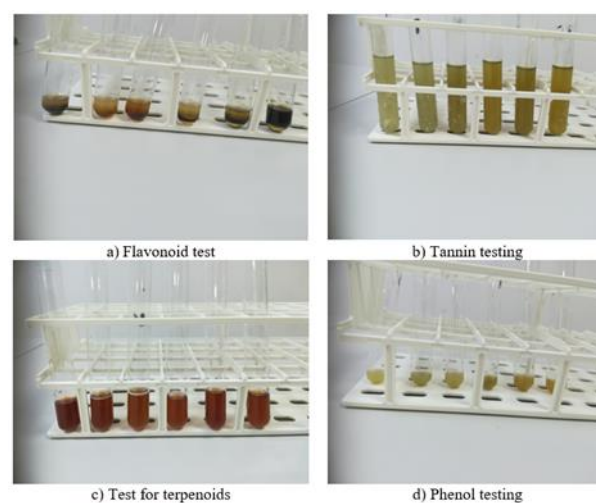 a) Flavonoid test
b) Tannin testing
c) Test for terpenoids
d) Phenol testing